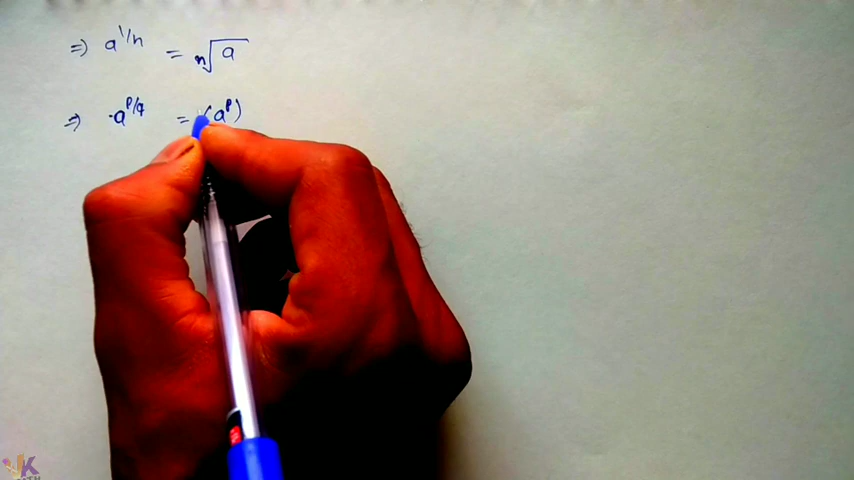 ⇒ a^1/n = ⁿ√a
⇒ a^p/q = (a^p)